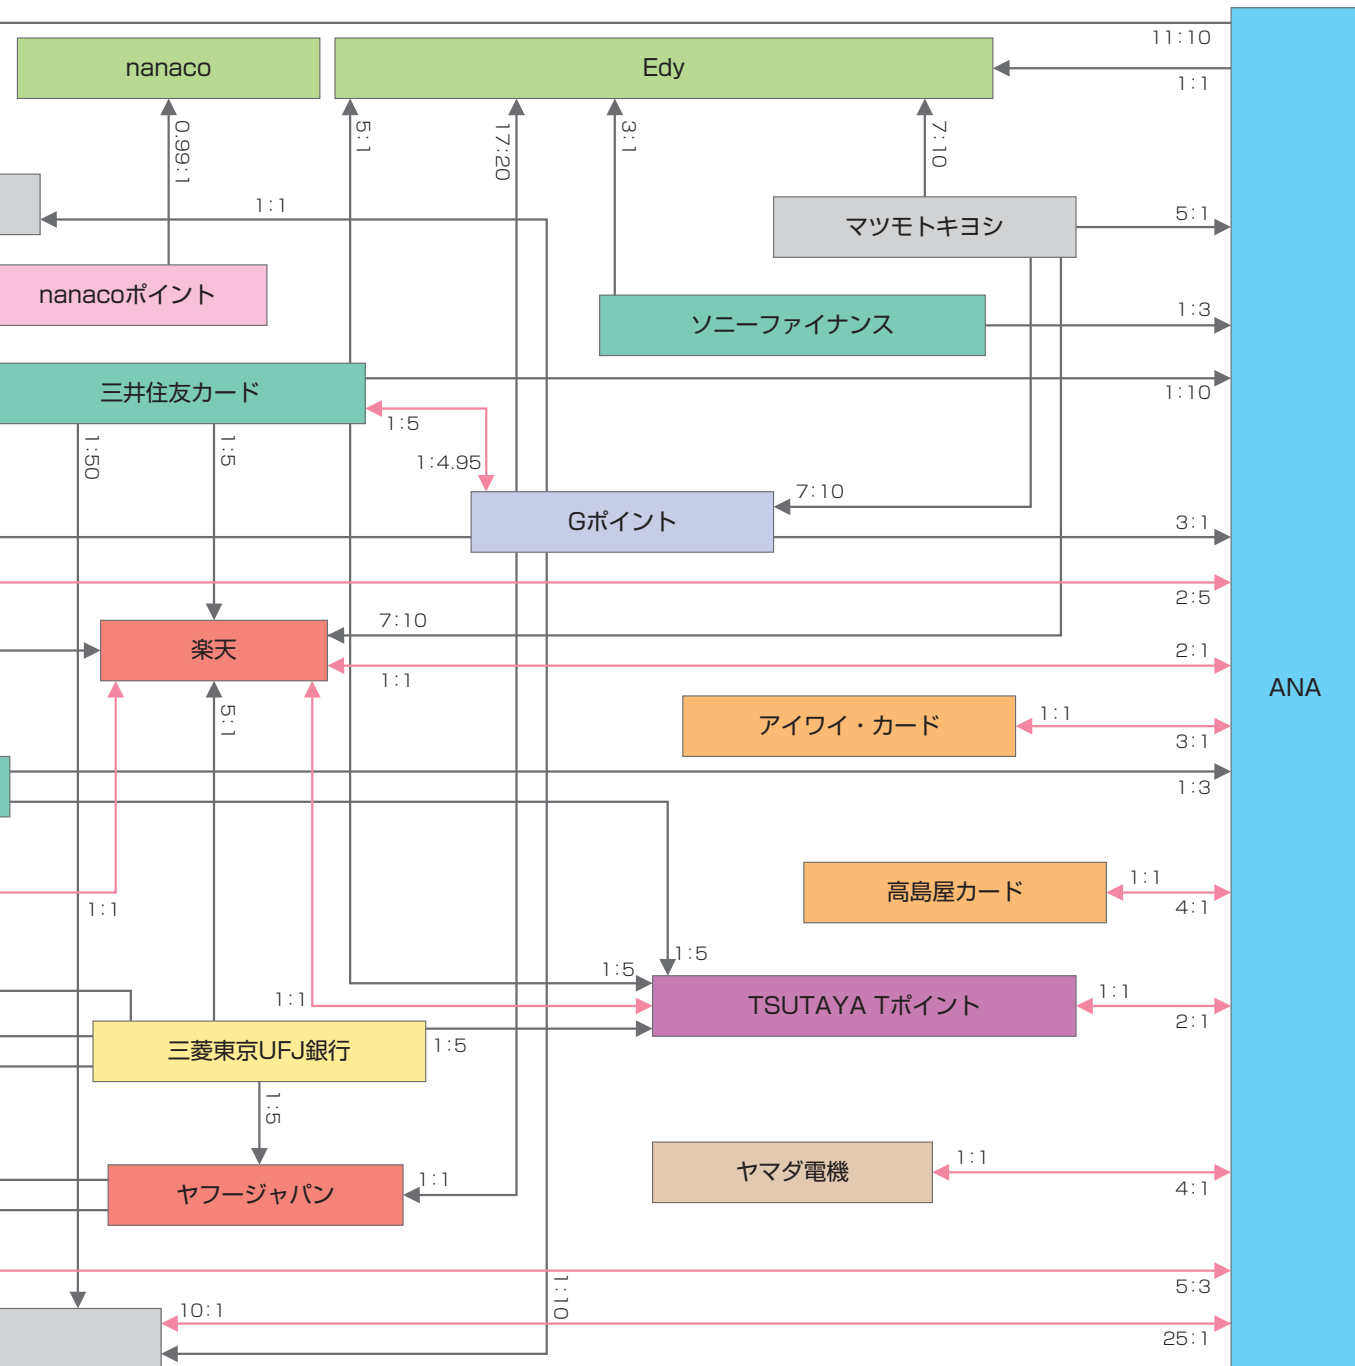 11:10
nanaco
Edy
1:1
0.99:1
5:1
17:20
3:1
7:10
1:1
マツモトキヨシ
5:1
nanacoポイント
ソニーファイナンス
1:3
三井住友カード
1:10
1:5
1:50
1:5
1:4.95
7:10
Gポイント
3:1
2:5
7:10
楽天
2:1
1:1
ANA
5:1
アイワイ・カード
1:1
3:1
1:3
高島屋カード
1:1
4:1
1:1
1:5
1:5
1:1
TSUTAYA Tポイント
1:1
2:1
三菱東京UFJ銀行
1:5
1:5
ヤマダ電機
1:1
4:1
ヤフージャパン
1:1
5:3
1:10
10:1
25:1